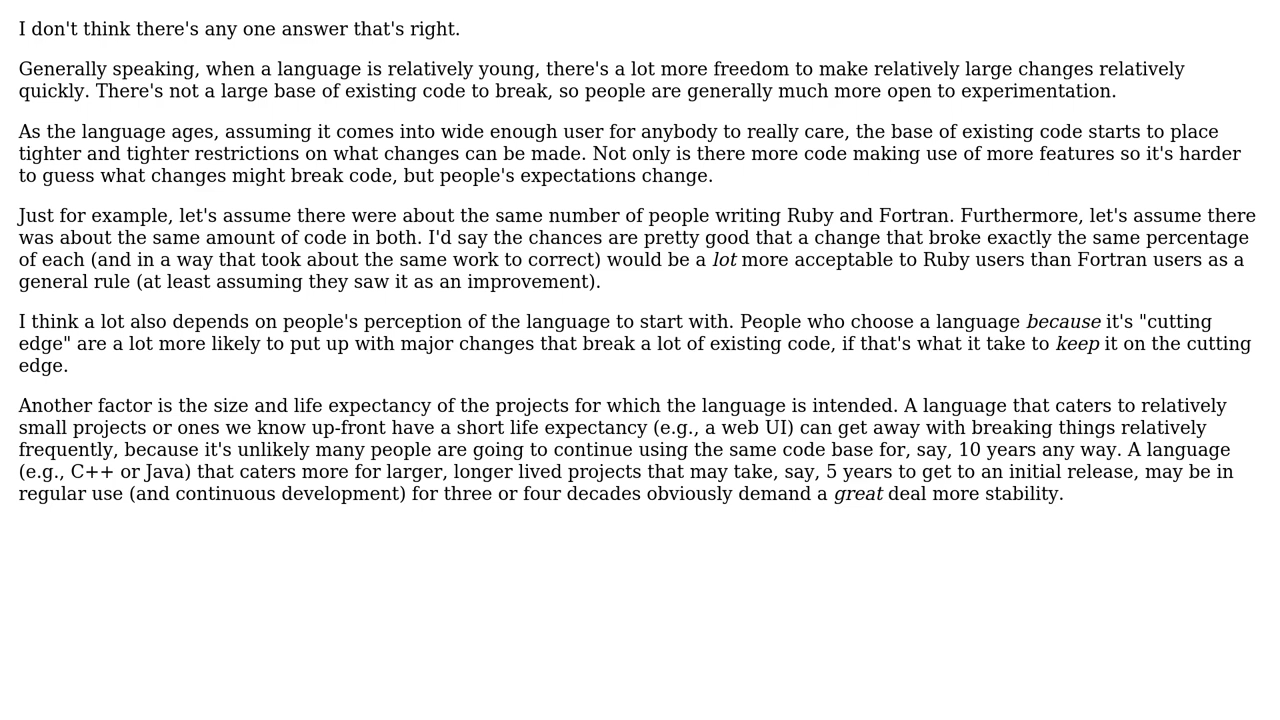 I don't think there's any one answer that's right.
Generally speaking, when a language is relatively young, there's a lot more freedom to make relatively large changes relatively
quickly. There's not a large base of existing code to break, so people are generally much more open to experimentation.
As the language ages, assuming it comes into wide enough user for anybody to really care, the base of existing code starts to place
tighter and tighter restrictions on what changes can be made. Not only is there more code making use of more features so it's harder
to guess what changes might break code, but people's expectations change.
Just for example, let's assume there were about the same number of people writing Ruby and Fortran. Furthermore, let's assume there
was about the same amount of code in both. I'd say the chances are pretty good that a change that broke exactly the same percentage
of each (and in a way that took about the same work to correct) would be a lot more acceptable to Ruby users than Fortran users as a
general rule (at least assuming they saw it as an improvement).
I think a lot also depends on people's perception of the language to start with. People who choose a language because it's "cutting
edge" are a lot more likely to put up with major changes that break a lot of existing code, if that's what it take to keep it on the cutting
edge.
Another factor is the size and life expectancy of the projects for which the language is intended. A language that caters to relatively
small projects or ones we know up-front have a short life expectancy (e.g., a web UI) can get away with breaking things relatively
frequently, because it's unlikely many people are going to continue using the same code base for, say, 10 years any way. A language
(e.g., C++ or Java) that caters more for larger, longer lived projects that may take, say, 5 years to get to an initial release, may be in
regular use (and continuous development) for three or four decades obviously demand a great deal more stability.